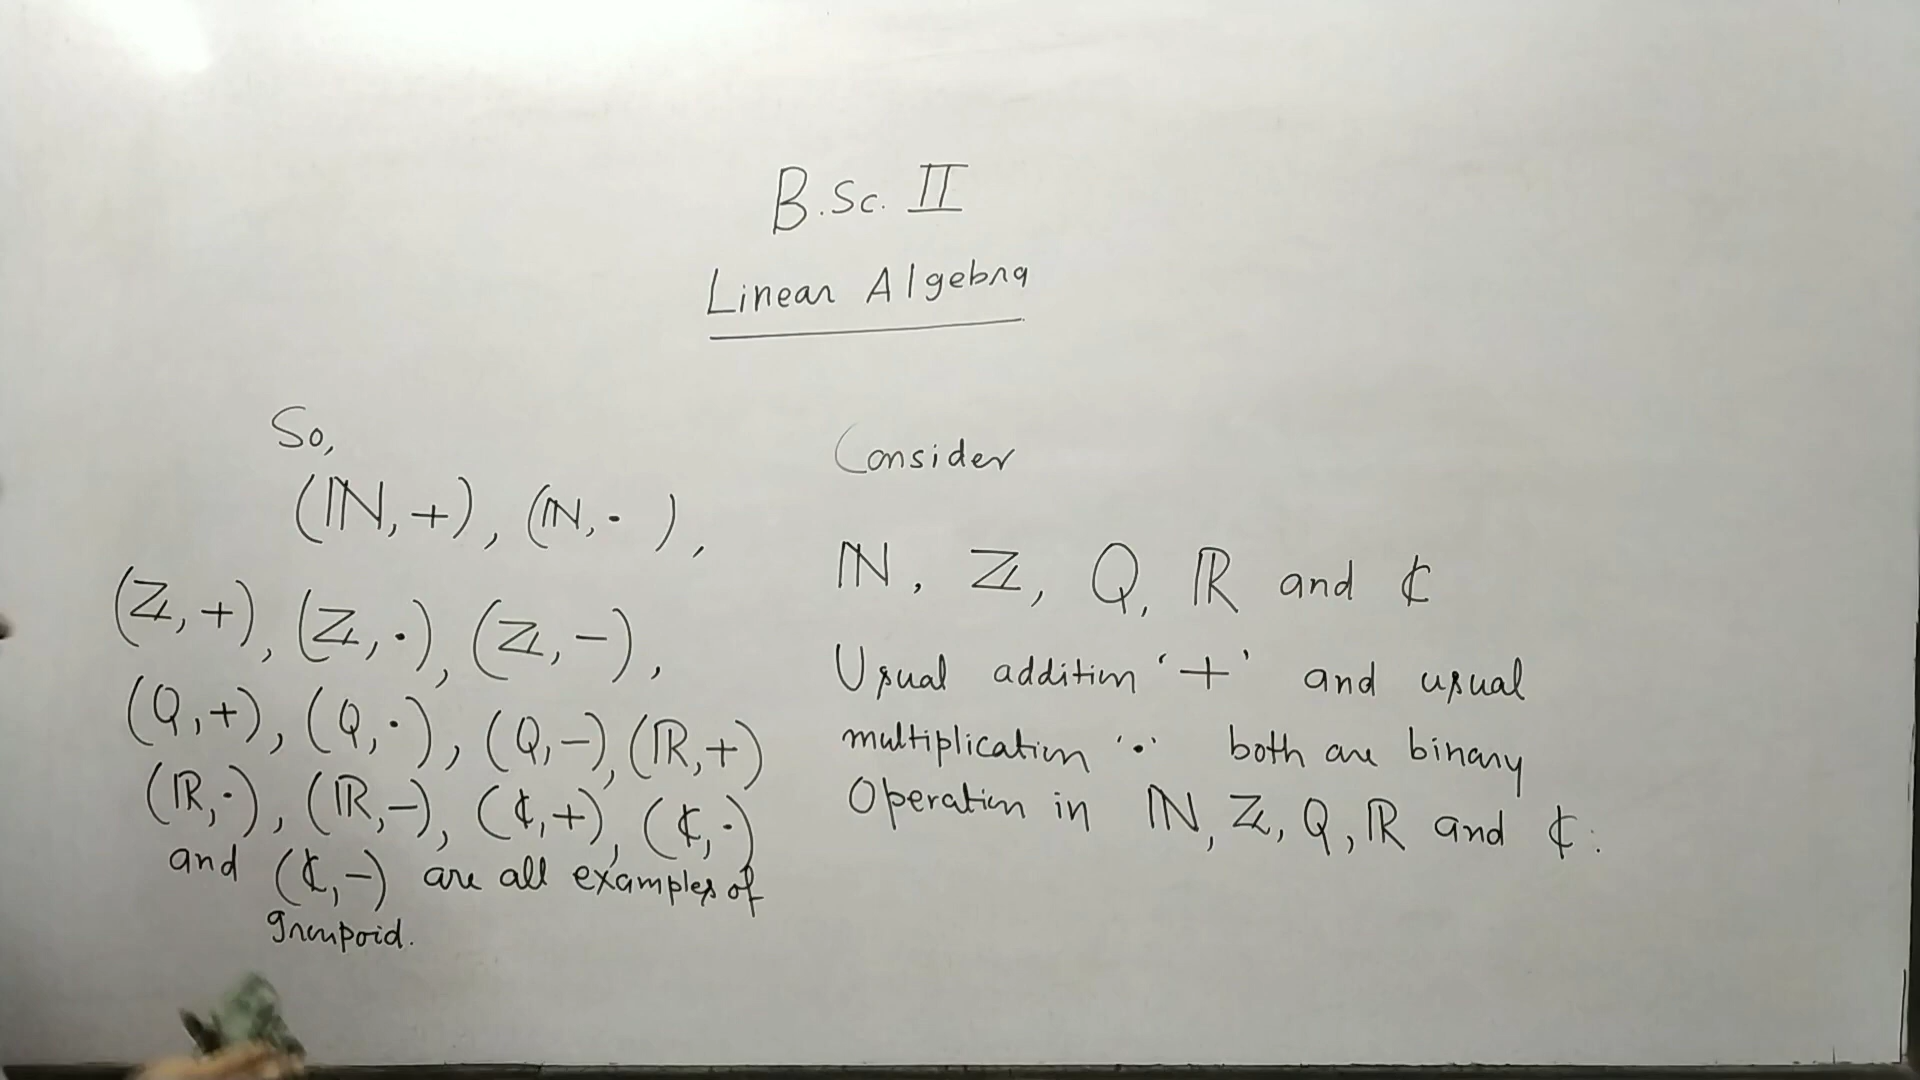 B.Sc. II
Linear Algebra
So,
(ℕ, +), (ℕ, ·),
(ℤ, +), (ℤ, ·), (ℤ, −),
(Q, +), (Q, ·), (Q, −), (ℝ, +)
(ℝ, ·), (ℝ, −), (ℂ, +), (ℂ, ·)
and (ℂ, −) are all examples of
groupoid.
Consider
ℕ, ℤ, Q, ℝ and ℂ
Usual addition '+' and usual
multiplication '·' both are binary
Operation in ℕ, ℤ, Q, ℝ and ℂ.